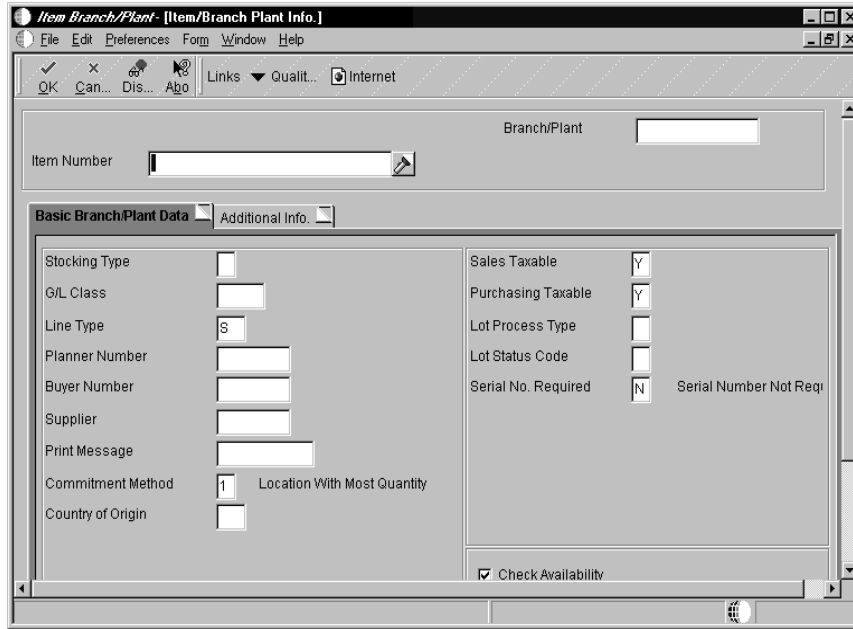 Item Branch/Plant - [Item/Branch Plant Info.]
File Edit Preferences Form Window Help
OK Can... Dis... Abo Links Qualit... Internet
Branch/Plant
Item Number
Basic Branch/Plant Data Additional Info.
Stocking Type
G/L Class
Line Type S
Planner Number
Buyer Number
Supplier
Print Message
Commitment Method 1 Location With Most Quantity
Country of Origin
Sales Taxable Y
Purchasing Taxable Y
Lot Process Type
Lot Status Code
Serial No. Required N Serial Number Not Requ
Check Availability